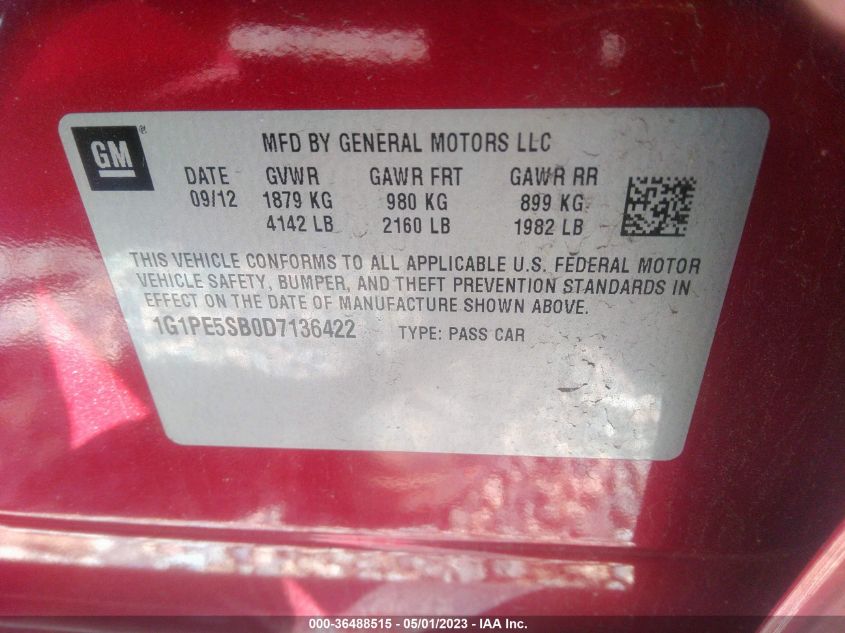 GM ®
MFD BY GENERAL MOTORS LLC
DATE GVWR GAWR FRT GAWR RR
09/12 1879 KG 980 KG 899 KG
4142 LB 2160 LB 1982 LB
THIS VEHICLE CONFORMS TO ALL APPLICABLE U.S. FEDERAL MOTOR
VEHICLE SAFETY, BUMPER, AND THEFT PREVENTION STANDARDS IN
EFFECT ON THE DATE OF MANUFACTURE SHOWN ABOVE.
1G1PE5SB0D7136422 TYPE: PASS CAR
000-36488515 - 05/01/2023 - IAA Inc.